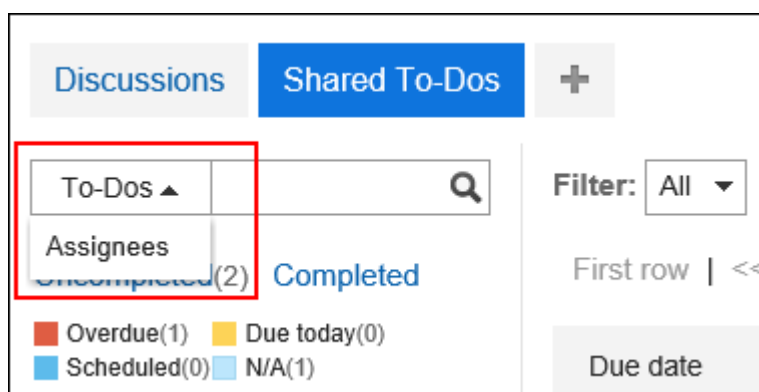 Discussions Shared To-Dos +
To-Dos ▲ Filter: All ▼
Assignees
Uncompleted(2) Completed First row | <<
Overdue(1) Due today(0)
Scheduled(0) N/A(1) Due date